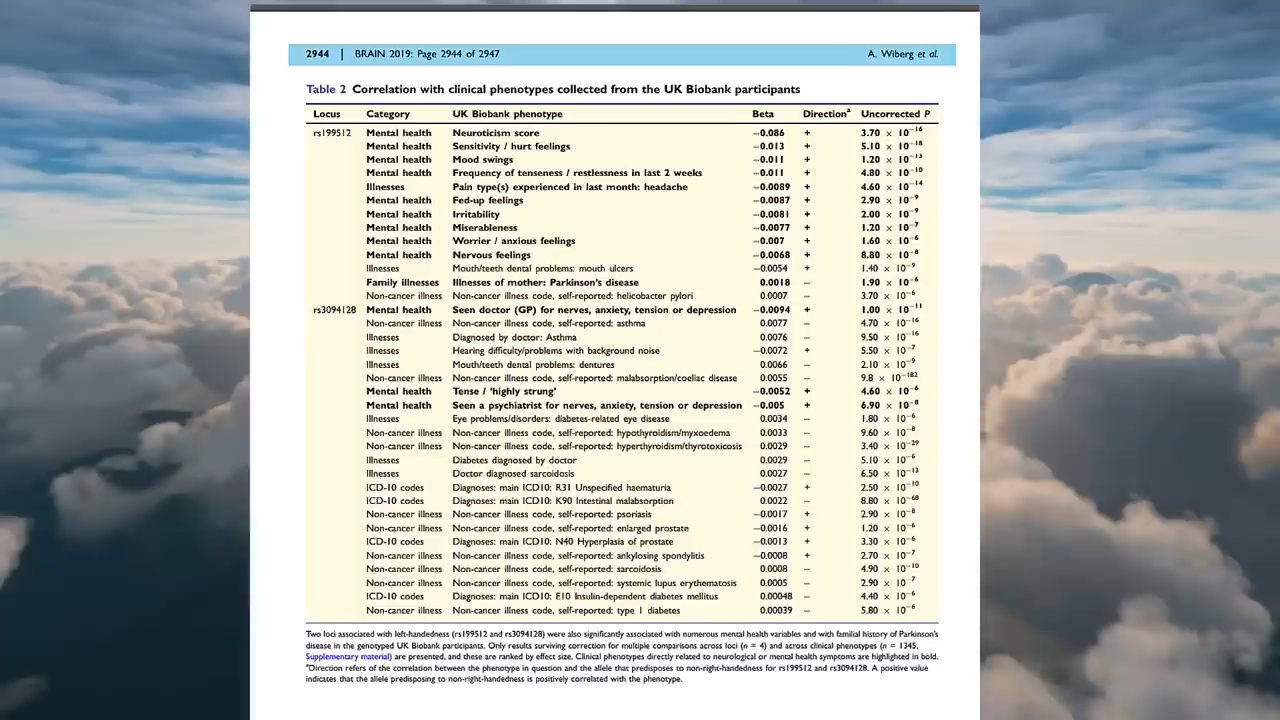 2944 | BRAIN 2019: Page 2944 of 2947 A. Wiberg et al.
Table 2 Correlation with clinical phenotypes collected from the UK Biobank participants
Locus Category UK Biobank phenotype Beta Directionᵃ Uncorrected P
rs199512 Mental health Neuroticism score −0.086 + 3.70 × 10⁻¹⁶
Mental health Sensitivity / hurt feelings −0.013 + 5.10 × 10⁻¹⁸
Mental health Mood swings −0.011 + 1.20 × 10⁻¹³
Mental health Frequency of tenseness / restlessness in last 2 weeks −0.011 + 4.80 × 10⁻¹⁰
Illnesses Pain type(s) experienced in last month: headache −0.0089 + 4.60 × 10⁻¹⁴
Mental health Fed-up feelings −0.0087 + 2.90 × 10⁻⁹
Mental health Irritability −0.0081 + 2.00 × 10⁻⁹
Mental health Miserableness −0.0077 + 1.20 × 10⁻⁷
Mental health Worrier / anxious feelings −0.007 + 1.60 × 10⁻⁶
Mental health Nervous feelings −0.0068 + 8.80 × 10⁻⁸
Illnesses Mouth/teeth dental problems: mouth ulcers −0.0054 + 1.40 × 10⁻⁹
Family illnesses Illnesses of mother: Parkinson's disease 0.0018 − 1.90 × 10⁻⁶
Non-cancer illness Non-cancer illness code, self-reported: helicobacter pylori 0.0007 − 3.70 × 10⁻⁶
rs3094128 Mental health Seen doctor (GP) for nerves, anxiety, tension or depression −0.0094 + 1.00 × 10⁻¹¹
Non-cancer illness Non-cancer illness code, self-reported: asthma 0.0077 − 4.70 × 10⁻¹⁶
Illnesses Diagnosed by doctor: Asthma 0.0076 − 9.50 × 10⁻¹⁶
Illnesses Hearing difficulty/problems with background noise −0.0072 + 5.50 × 10⁻⁷
Illnesses Mouth/teeth dental problems: dentures 0.0066 − 2.10 × 10⁻⁹
Non-cancer illness Non-cancer illness code, self-reported: malabsorption/coeliac disease 0.0055 − 9.8 × 10⁻¹⁸²
Mental health Tense / 'highly strung' −0.0052 + 4.60 × 10⁻⁶
Mental health Seen a psychiatrist for nerves, anxiety, tension or depression −0.005 + 6.90 × 10⁻⁸
Illnesses Eye problems/disorders: diabetes-related eye disease 0.0034 − 1.80 × 10⁻⁶
Non-cancer illness Non-cancer illness code, self-reported: hypothyroidism/myxoedema 0.0033 − 9.60 × 10⁻⁸
Non-cancer illness Non-cancer illness code, self-reported: hyperthyroidism/thyrotoxicosis 0.0029 − 3.40 × 10⁻²⁹
Illnesses Diabetes diagnosed by doctor 0.0029 − 5.10 × 10⁻⁶
Illnesses Doctor diagnosed sarcoidosis 0.0027 − 6.50 × 10⁻¹³
ICD-10 codes Diagnoses: main ICD10: R31 Unspecified haematuria −0.0027 + 2.50 × 10⁻¹⁰
ICD-10 codes Diagnoses: main ICD10: K90 Intestinal malabsorption 0.0022 − 8.80 × 10⁻⁶⁸
Non-cancer illness Non-cancer illness code, self-reported: psoriasis −0.0017 + 2.90 × 10⁻⁸
Non-cancer illness Non-cancer illness code, self-reported: enlarged prostate −0.0016 + 1.20 × 10⁻⁶
ICD-10 codes Diagnoses: main ICD10: N40 Hyperplasia of prostate −0.0013 + 3.30 × 10⁻⁶
Non-cancer illness Non-cancer illness code, self-reported: ankylosing spondylitis −0.0008 + 2.70 × 10⁻⁷
Non-cancer illness Non-cancer illness code, self-reported: sarcoidosis 0.0008 − 4.90 × 10⁻¹⁰
Non-cancer illness Non-cancer illness code, self-reported: systemic lupus erythematosis 0.0005 − 2.90 × 10⁻⁷
ICD-10 codes Diagnoses: main ICD10: E10 Insulin-dependent diabetes mellitus 0.00048 − 4.40 × 10⁻⁶
Non-cancer illness Non-cancer illness code, self-reported: type 1 diabetes 0.00039 − 5.80 × 10⁻⁶
Two loci associated with left-handedness (rs199512 and rs3094128) were also significantly associated with numerous mental health variables and with familial history of Parkinson's
disease in the genotyped UK Biobank participants. Only results surviving correction for multiple comparisons across loci (n = 4) and across clinical phenotypes (n = 1345,
Supplementary material) are presented, and these are ranked by effect size. Clinical phenotypes directly related to neurological or mental health symptoms are highlighted in bold.
ᵃDirection refers of the correlation between the phenotype in question and the allele that predisposes to non-right-handedness for rs199512 and rs3094128. A positive value
indicates that the allele predisposing to non-right-handedness is positively correlated with the phenotype.